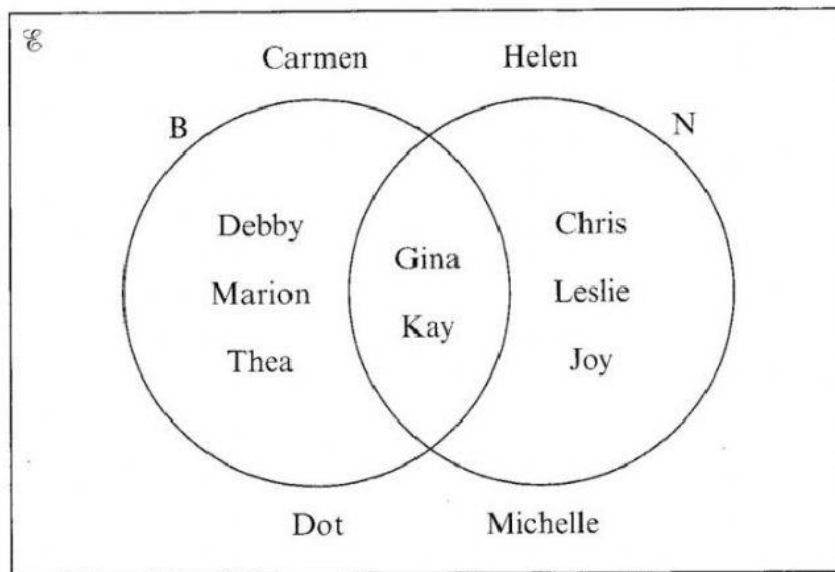 ℰ
Carmen Helen
B N
Debby Chris
Gina
Marion Leslie
Kay
Thea Joy
Dot Michelle